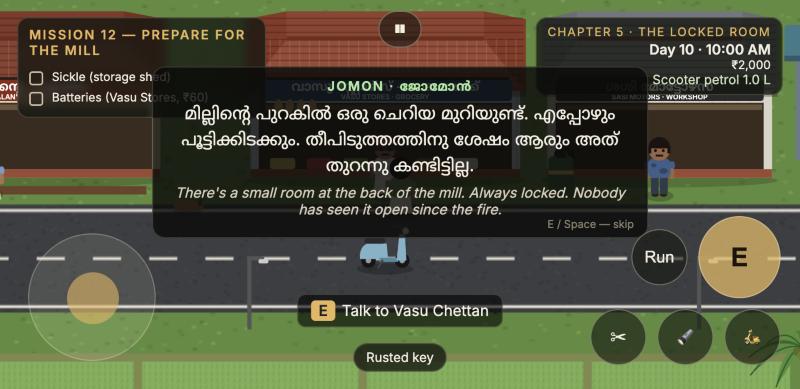 MISSION 12 — PREPARE FOR
THE MILL
Sickle (storage shed)
Batteries (Vasu Stores, ₹60)
CHAPTER 5 · THE LOCKED ROOM
Day 10 · 10:00 AM
₹2,000
Scooter petrol 1.0 L
SASI MOTORS · WORKSHOP
VASU STORES · GROCERY
JOMON · ജോമോൻ
മില്ലിന്റെ പുറകിൽ ഒരു ചെറിയ മുറിയുണ്ട്. എപ്പോഴും
പൂട്ടിക്കിടക്കും. തീപിടുത്തത്തിനു ശേഷം ആരും അത്
തുറന്നു കണ്ടിട്ടില്ല.
There's a small room at the back of the mill. Always locked. Nobody
has seen it open since the fire.
E / Space — skip
Run
E
E Talk to Vasu Chettan
Rusted key